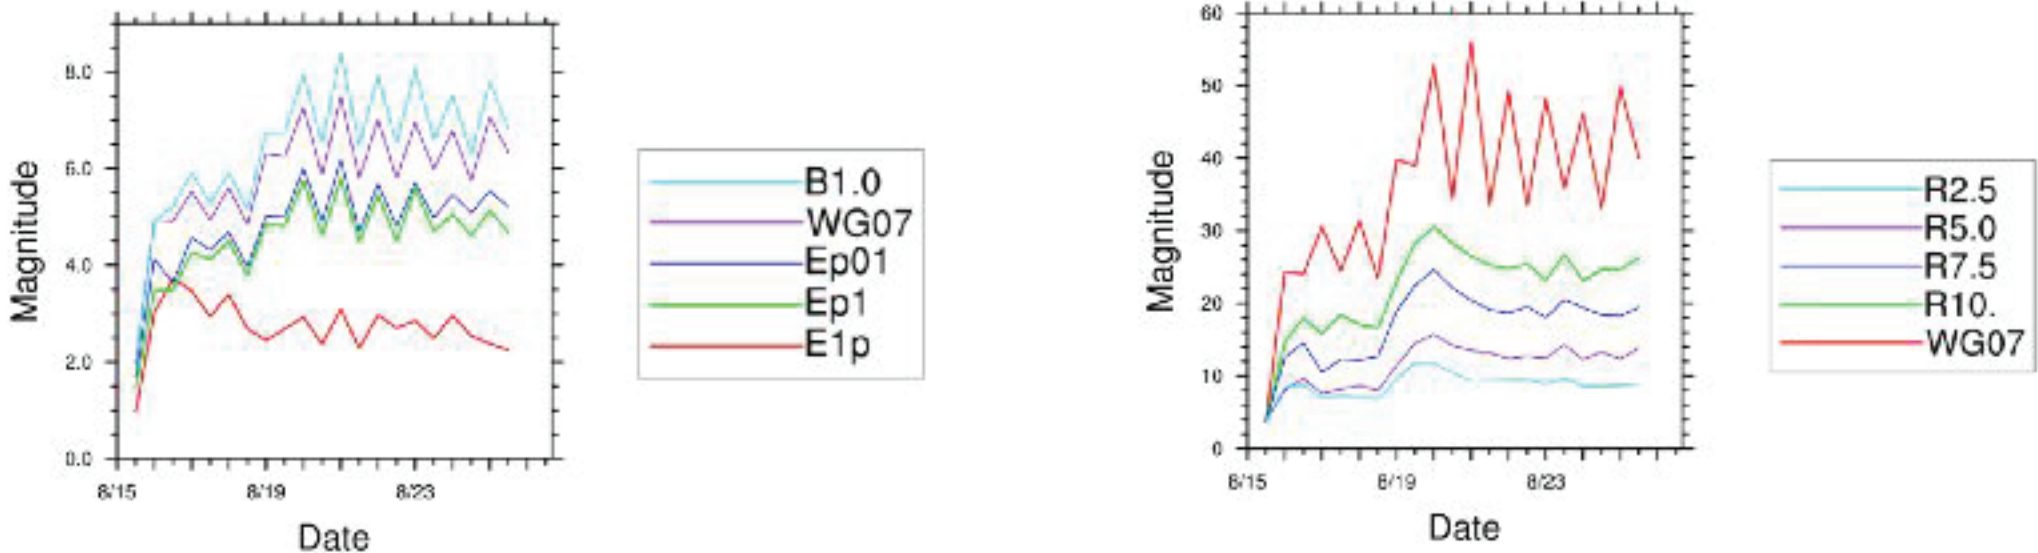 8.0
6.0
4.0
2.0
0.0
Magnitude
8/15
8/19
8/23
Date
B1.0
WG07
Ep01
Ep1
E1p
60
50
40
30
20
10
0
Magnitude
8/15
8/19
8/23
Date
R2.5
R5.0
R7.5
R10.
WG07